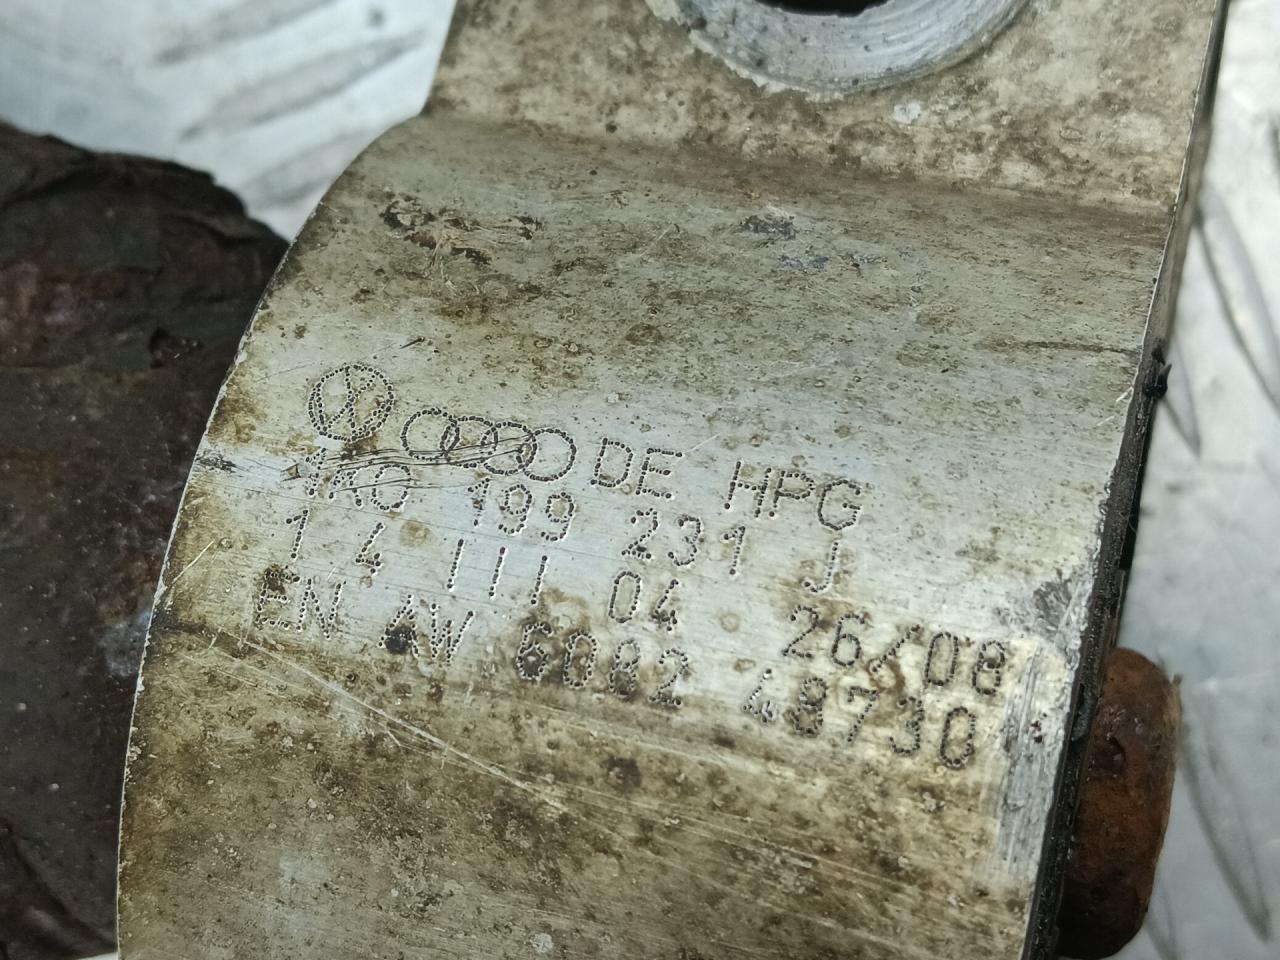 DE HPG
1K0 199 231 J
1 4 III 04 26/08
EN AW 6082 48730